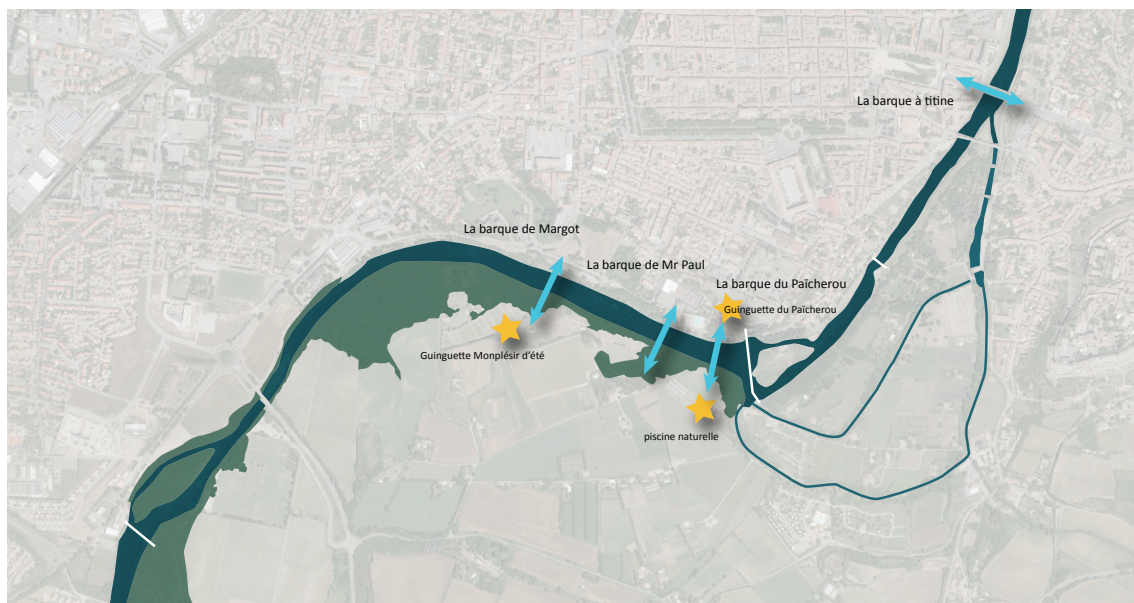 La barque à titine
La barque de Margot
La barque de Mr Paul
La barque du Païcherou
Guinguette du Païcherou
Guinguette Monplésir d'été
piscine naturelle